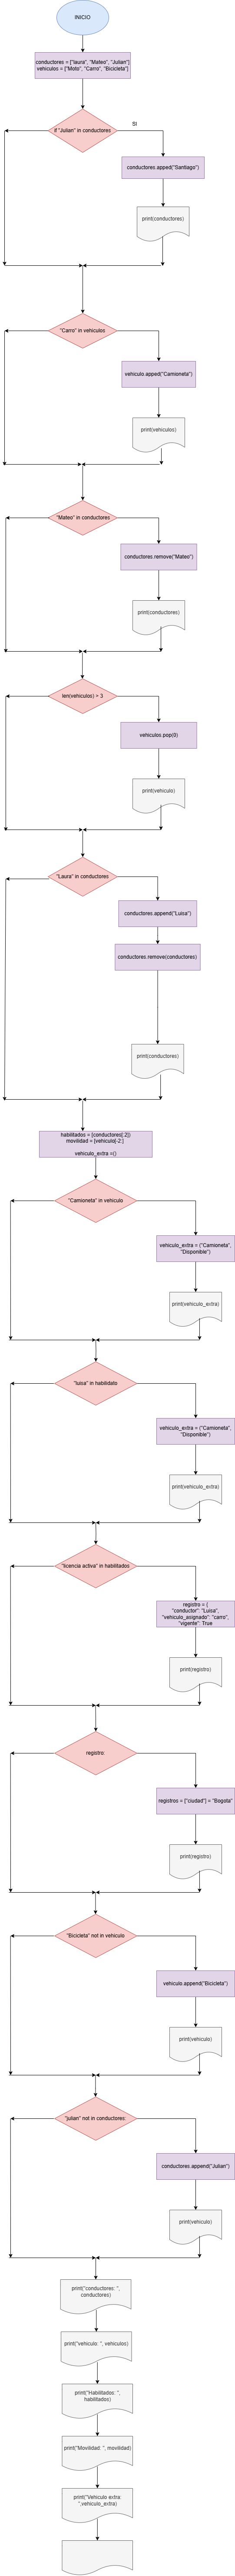 INICIO
conductores = ["laura", "Mateo", "Julian"]
vehiculos = ["Moto", "Carro", "Bicicleta"]
if "Julian" in conductores
SI
conductores.apped("Santiago")
print(conductores)
"Carro" in vehiculos
vehiculo.apped("Camioneta")
print(vehiculos)
"Mateo" in conductores
conductores.remove("Mateo")
print(conductores)
len(vehiculos) > 3
vehiculos.pop(0)
print(vehiculo)
"Laura" in conductores
conductores.append("Luisa")
conductores.remove(conductores)
print(conductores)
habilitados = [conductores[:2])
movilidad = [vehiculo[-2:]
vehiculo_extra =()
"Camioneta" in vehiculo
vehiculo_extra = ("Camioneta",
"Disponible")
print(vehiculo_extra)
"luisa" in habilidato
vehiculo_extra = ("Camioneta",
"Disponible")
print(vehiculo_extra)
"licencia activa" in habilitados
registro = {
"conductor": "Luisa",
"vehiculo_asignado": "carro",
"vigente": True
print(registro)
registro:
registros = ["ciudad"] = "Bogota"
print(registro)
"Bicicleta" not in vehiculo
vehiculo.append("Bicicleta")
print(vehiculo)
"julian" not in conductores:
conductores.append("Julian")
print(vehiculo)
print("conductores: ",
conductores)
print("vehiculo: ", vehiculos)
print("Habilitados: ",
habilitados)
print("Movilidad: ", movilidad)
print("Vehiculo extra:
",vehiculo_extra)